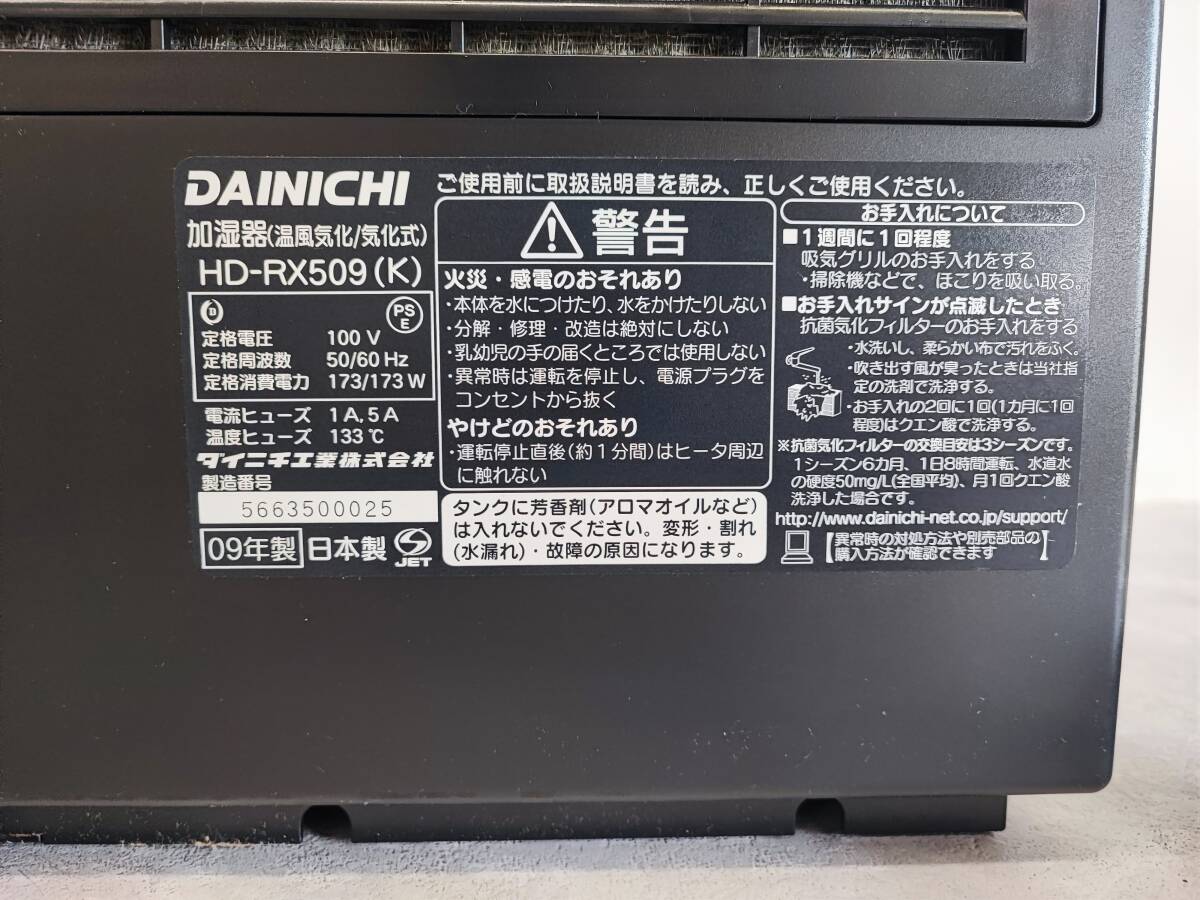 DAINICHI
加湿器(温風気化/気化式)
HD-RX509(K)
PS
E
定格電圧 100 V
定格周波数 50/60 Hz
定格消費電力 173/173 W
電流ヒューズ 1A,5A
温度ヒューズ 133℃
ダイニチ工業株式会社
製造番号
5663500025
09年製 日本製 JET
ご使用前に取扱説明書を読み、正しくご使用ください。
警告
火災・感電のおそれあり
・本体を水につけたり、水をかけたりしない
・分解・修理・改造は絶対にしない
・乳幼児の手の届くところでは使用しない
・異常時は運転を停止し、電源プラグを
コンセントから抜く
やけどのおそれあり
・運転停止直後(約1分間)はヒータ周辺
に触れない
タンクに芳香剤(アロマオイルなど)
は入れないでください。変形・割れ
(水漏れ)・故障の原因になります。
お手入れについて
■1週間に1回程度
吸気グリルのお手入れをする
・掃除機などで、ほこりを吸い取る。
■お手入れサインが点滅したとき
抗菌気化フィルターのお手入れをする
・水洗いし、柔らかい布で汚れをふく。
・吹き出す風が臭ったときは当社指
定の洗剤で洗浄する。
・お手入れの2回に1回(1カ月に1回
程度)はクエン酸で洗浄する。
※抗菌気化フィルターの交換目安は3シーズンです。
1シーズン6カ月、1日8時間運転、水道水
の硬度50mg/L(全国平均)、月1回クエン酸
洗浄した場合です。
http://www.dainichi-net.co.jp/support/
【異常時の対処方法や別売部品の
購入方法が確認できます】